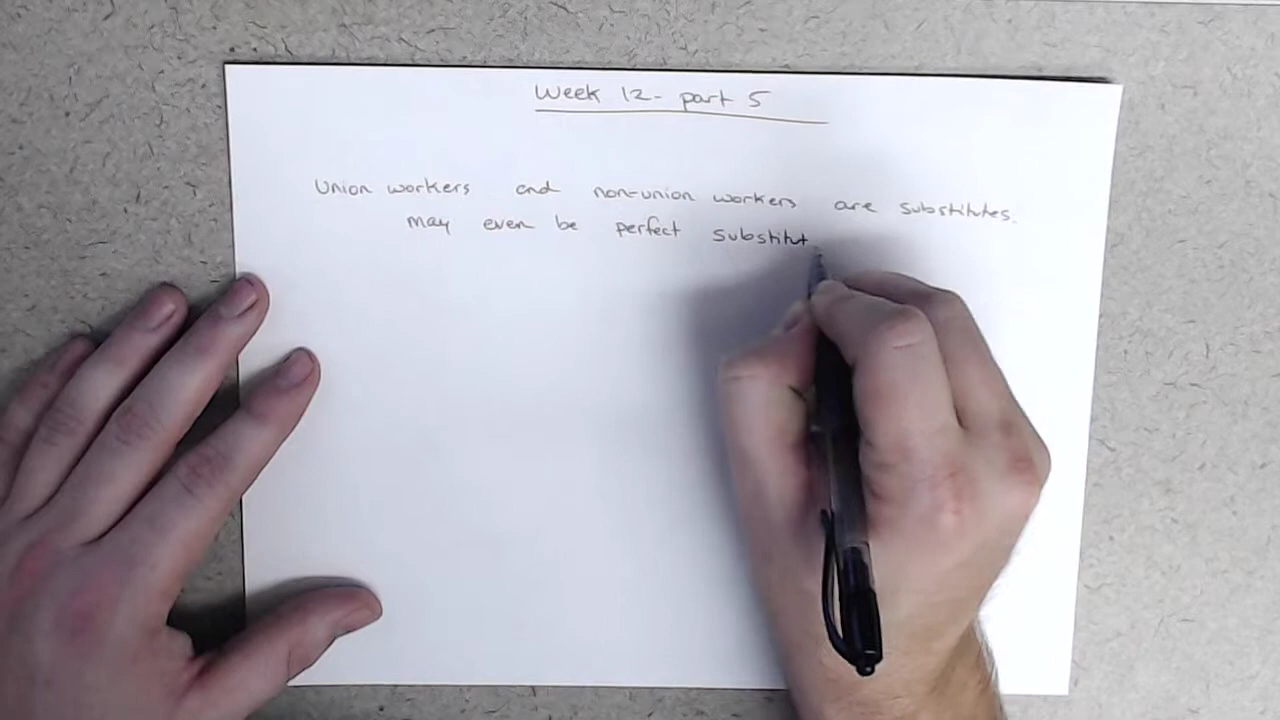 Week 12- part 5
Union workers and non-union workers are substitutes.
may even be perfect substitut